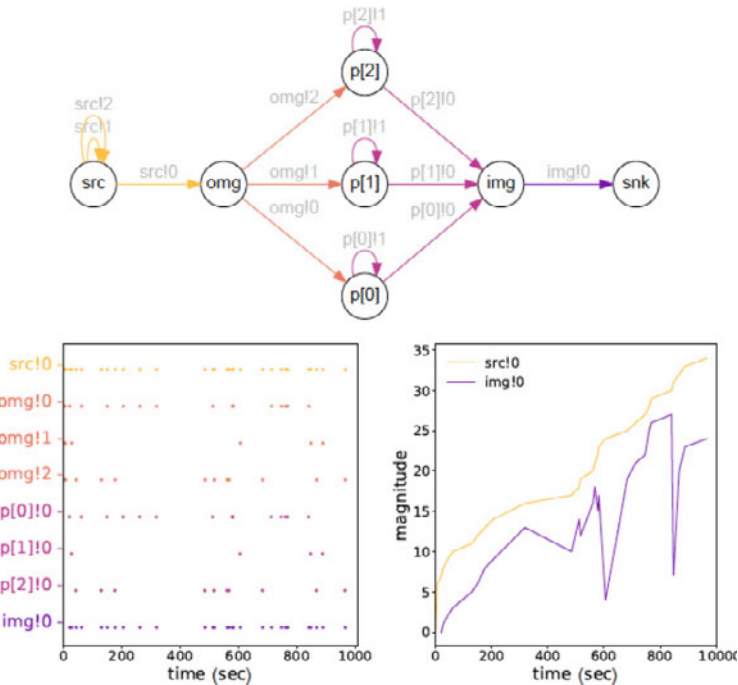 p[2]!1
p[2]
src!2
src!1
omg!2
p[2]!0
p[1]!1
src
src!0
omg
omg!1
p[1]
p[1]!0
img
img!0
snk
omg!0
p[0]!0
p[0]!1
p[0]
src!0
omg!0
omg!1
omg!2
p[0]!0
p[1]!0
p[2]!0
img!0
0 200 400 600 800 1000
time (sec)
src!0
img!0
35
30
25
20
15
10
5
0
magnitude
0 200 400 600 800 10000
time (sec)